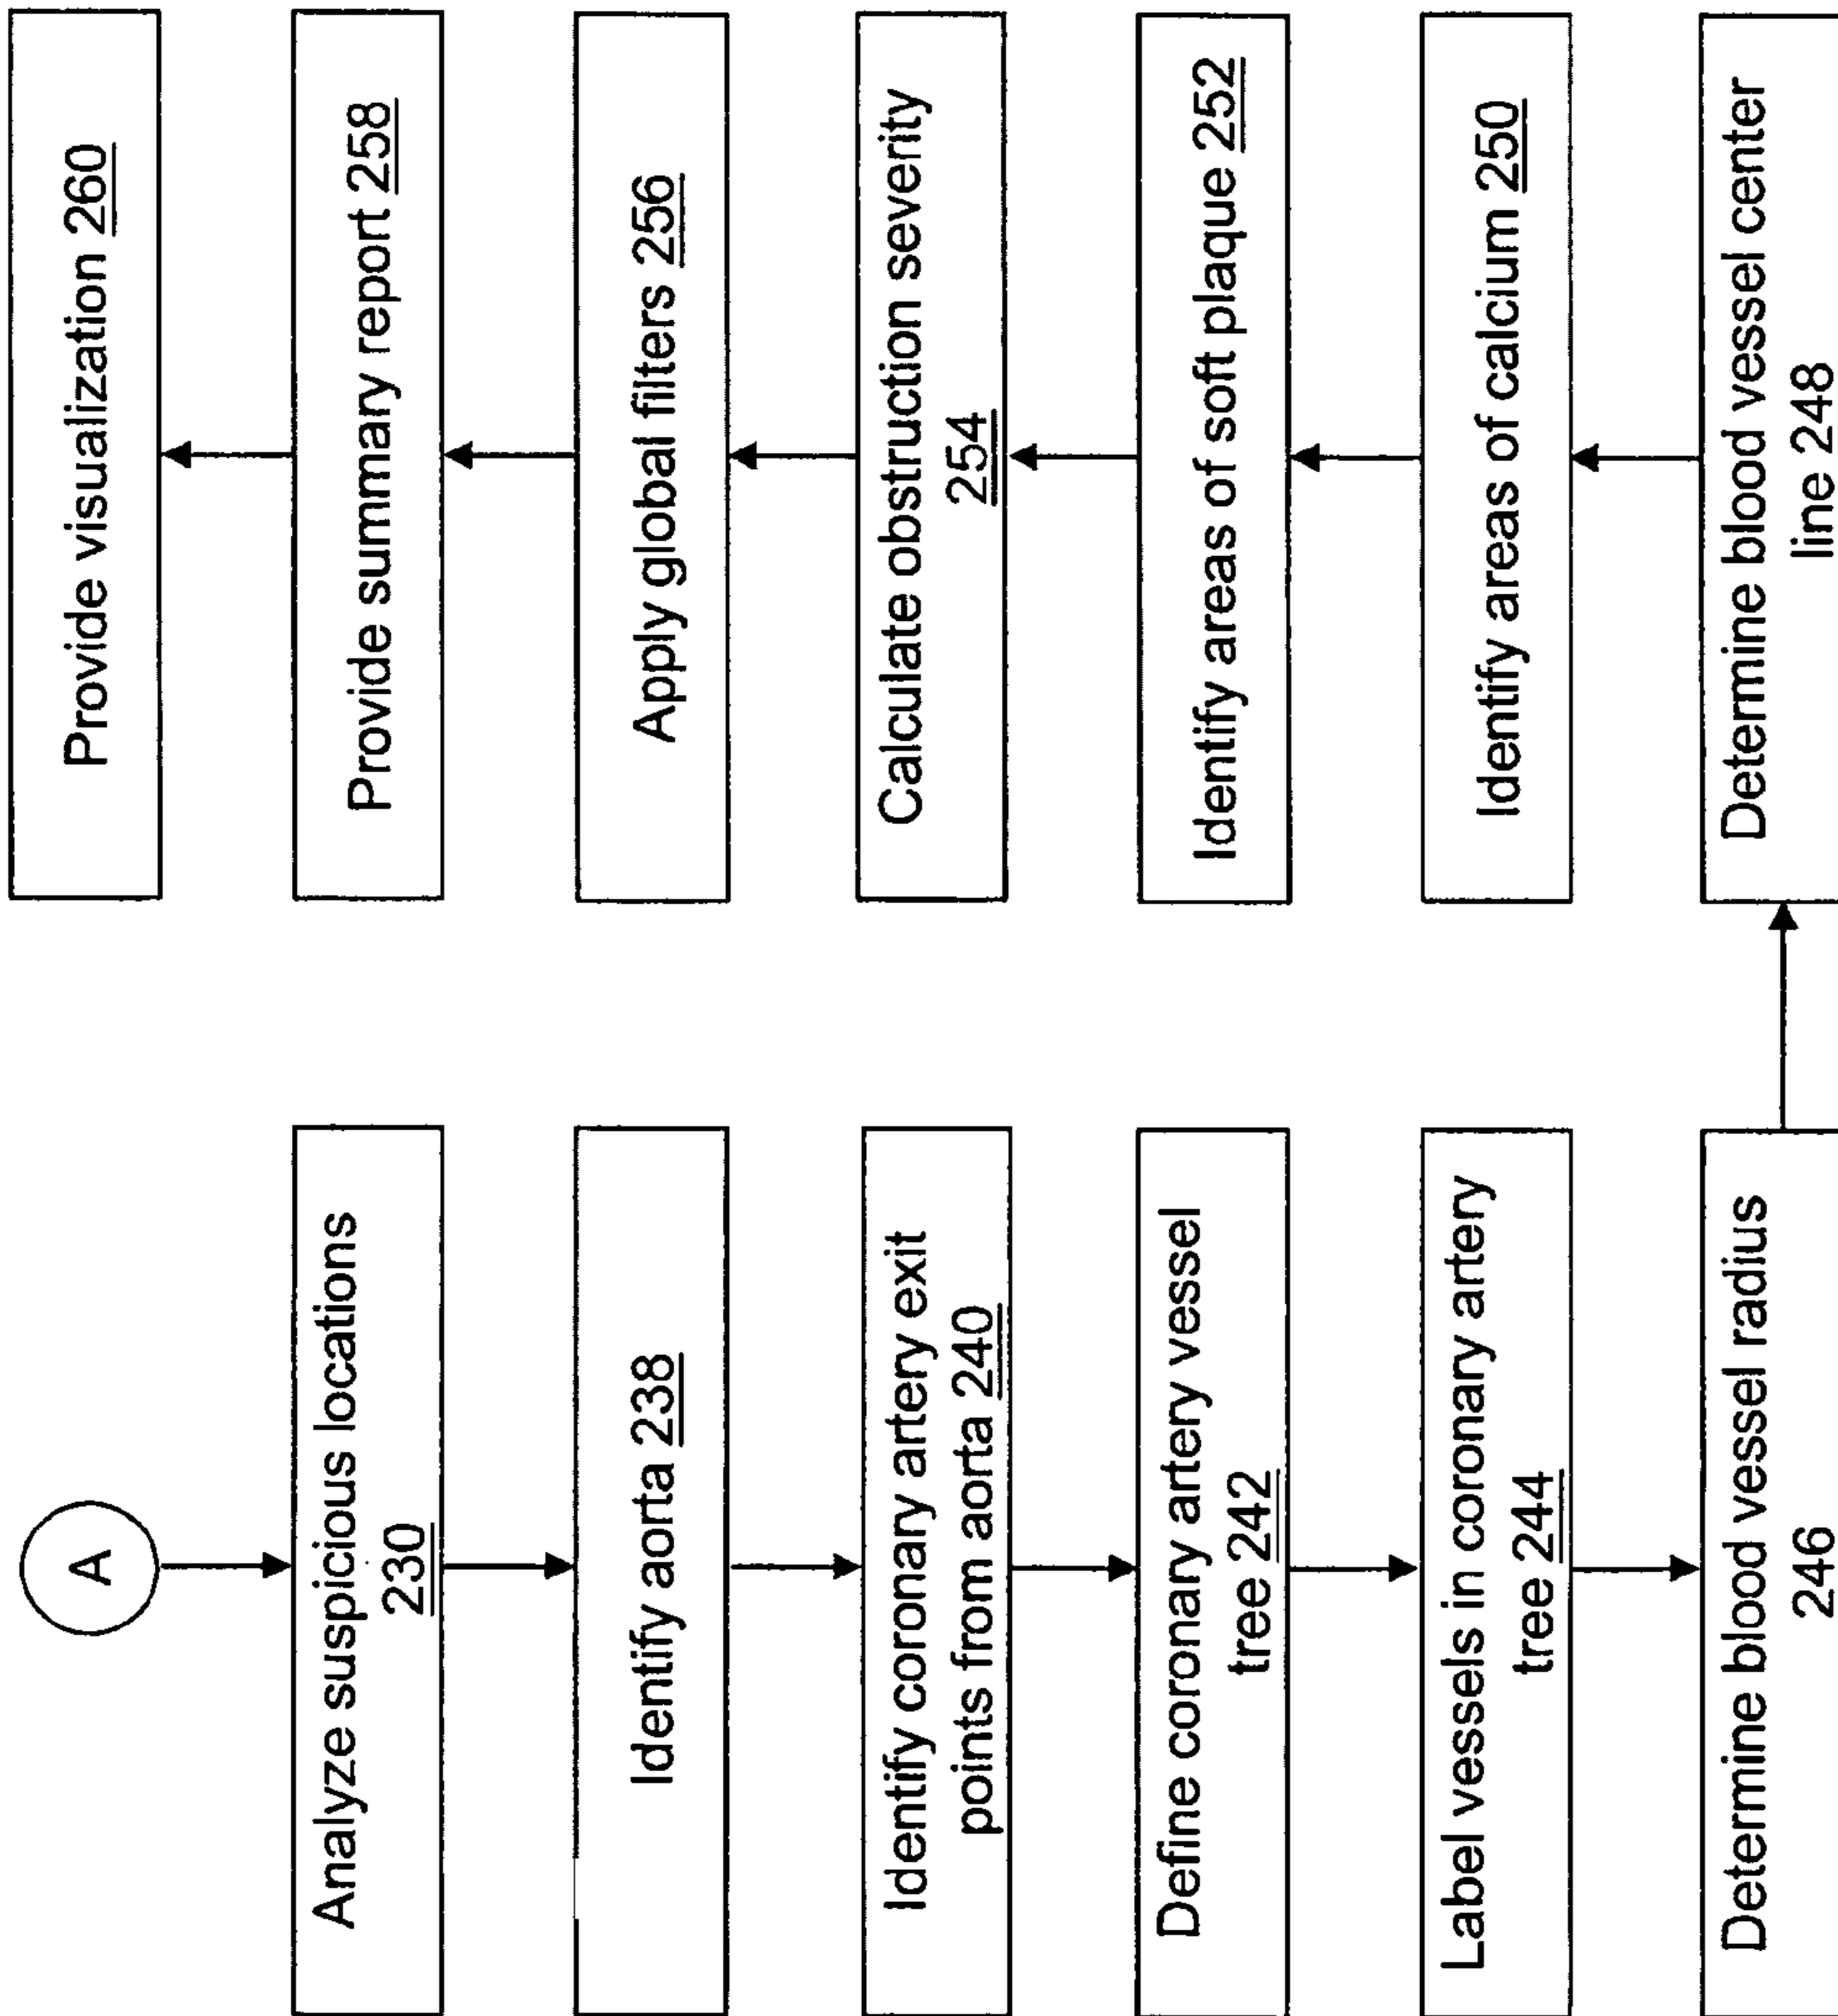 A
Analyze suspicious locations
230
Identify aorta 238
Identify coronary artery exit
points from aorta 240
Define coronary artery vessel
tree 242
Label vessels in coronary artery
tree 244
Determine blood vessel radius
246
Determine blood vessel center
line 248
Identify areas of calcium 250
Identify areas of soft plaque 252
Calculate obstruction severity
254
Apply global filters 256
Provide summary report 258
Provide visualization 260